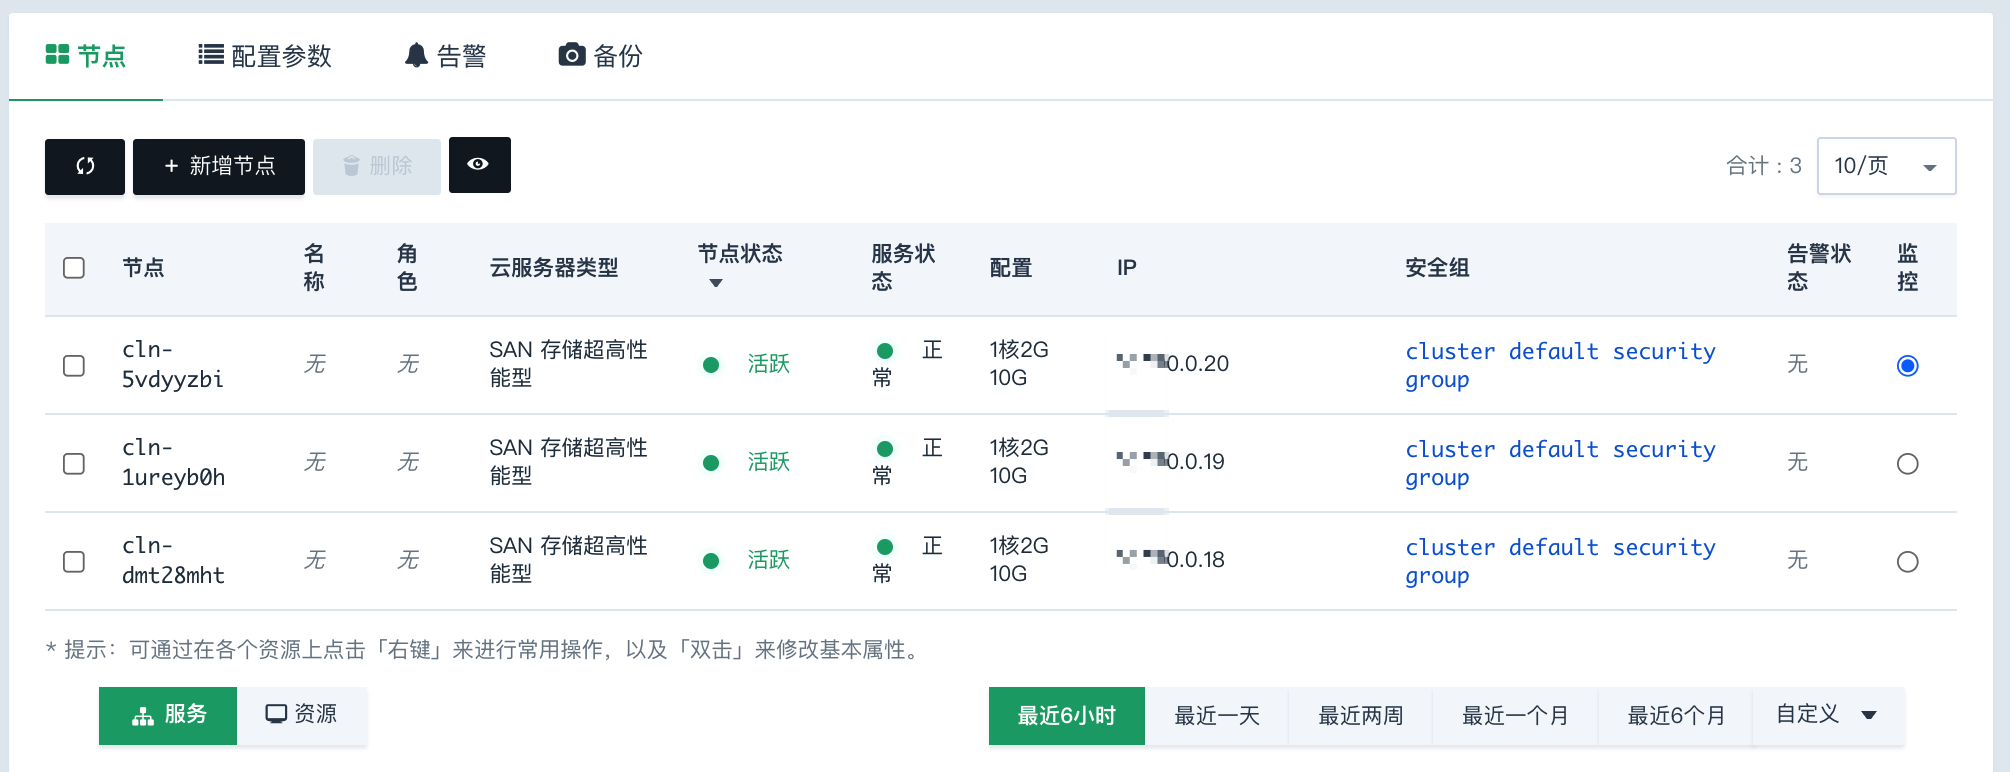 节点 配置参数 告警 备份
+ 新增节点 删除 合计：3 10/页
节点 名称 角色 云服务器类型 节点状态 服务状态 配置 IP 安全组 告警状态 监控
cln-5vdyyzbi 无 无 SAN 存储超高性能型 活跃 正常 1核2G 10G 0.0.20 cluster default security group 无
cln-1ureyb0h 无 无 SAN 存储超高性能型 活跃 正常 1核2G 10G 0.0.19 cluster default security group 无
cln-dmt28mht 无 无 SAN 存储超高性能型 活跃 正常 1核2G 10G 0.0.18 cluster default security group 无
* 提示：可通过在各个资源上点击「右键」来进行常用操作，以及「双击」来修改基本属性。
服务 资源 最近6小时 最近一天 最近两周 最近一个月 最近6个月 自定义